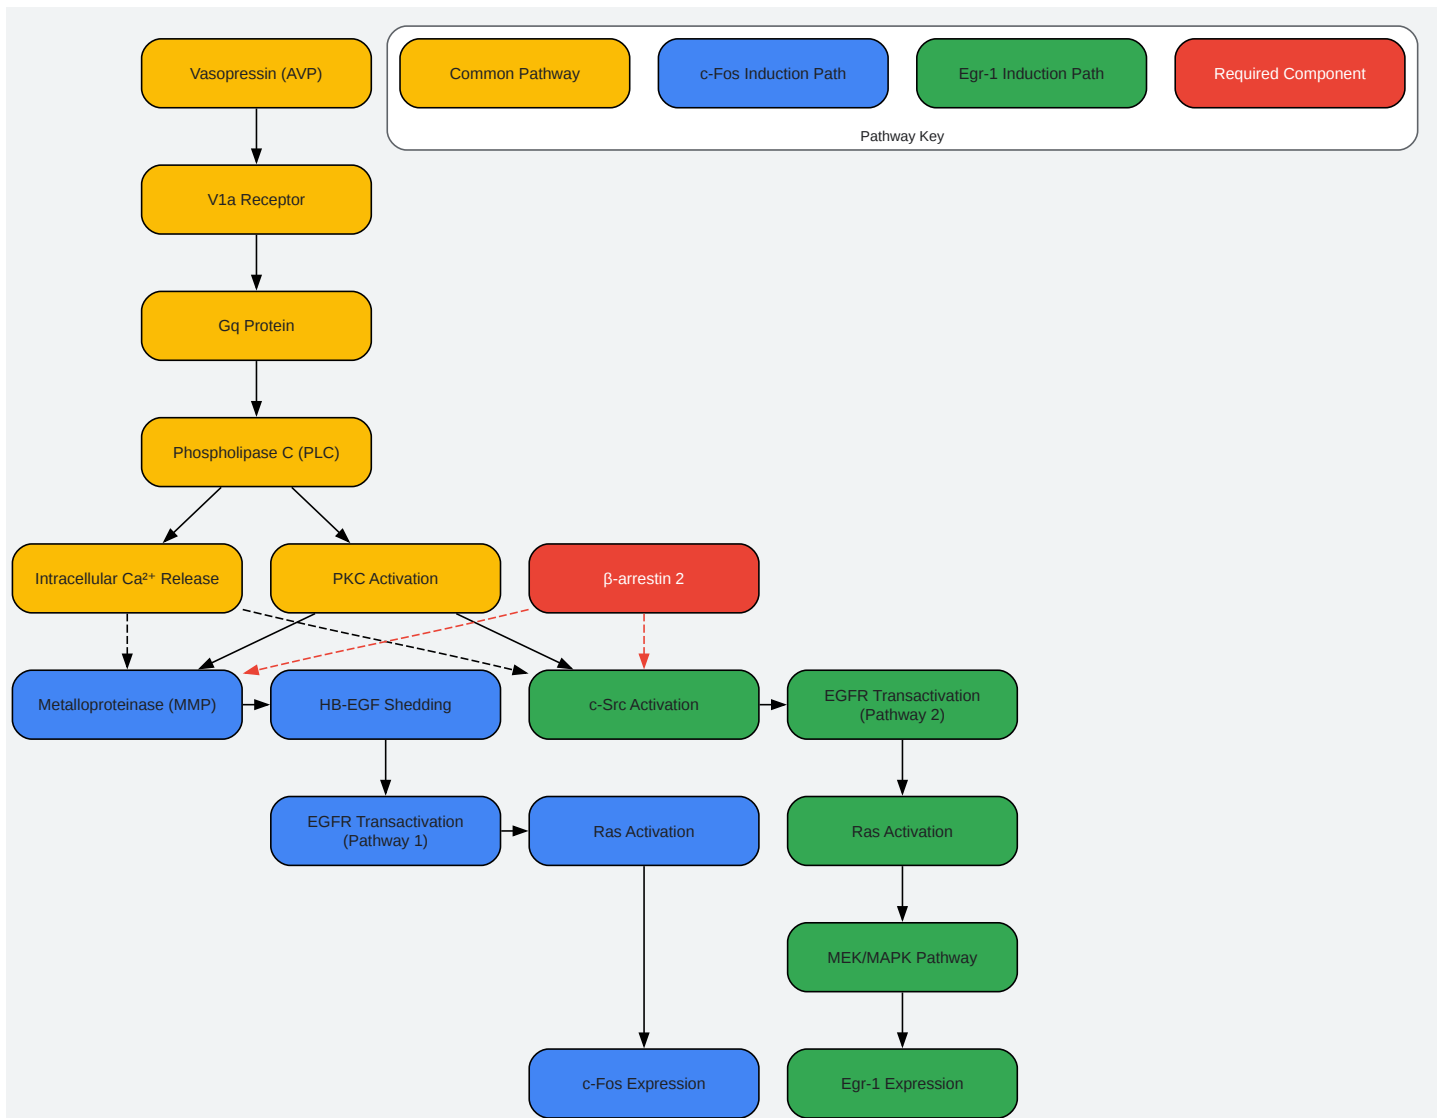 Vasopressin (AVP)
Common Pathway
c-Fos Induction Path
Egr-1 Induction Path
Required Component
Pathway Key
V1a Receptor
Gq Protein
Phospholipase C (PLC)
Intracellular Ca²⁺ Release
PKC Activation
β-arrestin 2
Metalloproteinase (MMP)
HB-EGF Shedding
c-Src Activation
EGFR Transactivation
(Pathway 2)
EGFR Transactivation
(Pathway 1)
Ras Activation
Ras Activation
MEK/MAPK Pathway
c-Fos Expression
Egr-1 Expression